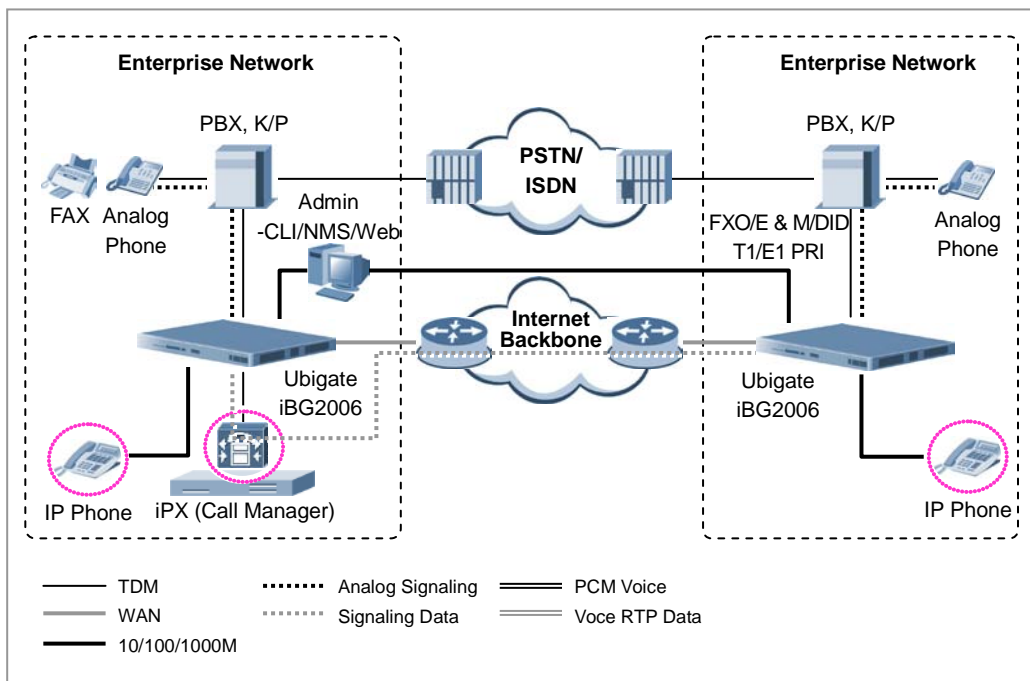 Enterprise Network
Enterprise Network
PBX, K/P
PBX, K/P
PSTN/
ISDN
FAX
Analog
Phone
Admin
-CLI/NMS/Web
FXO/E & M/DID
T1/E1 PRI
Analog
Phone
Internet
Backbone
Ubigate
iBG2006
Ubigate
iBG2006
IP Phone
iPX (Call Manager)
IP Phone
TDM
Analog Signaling
PCM Voice
WAN
Signaling Data
Voce RTP Data
10/100/1000M